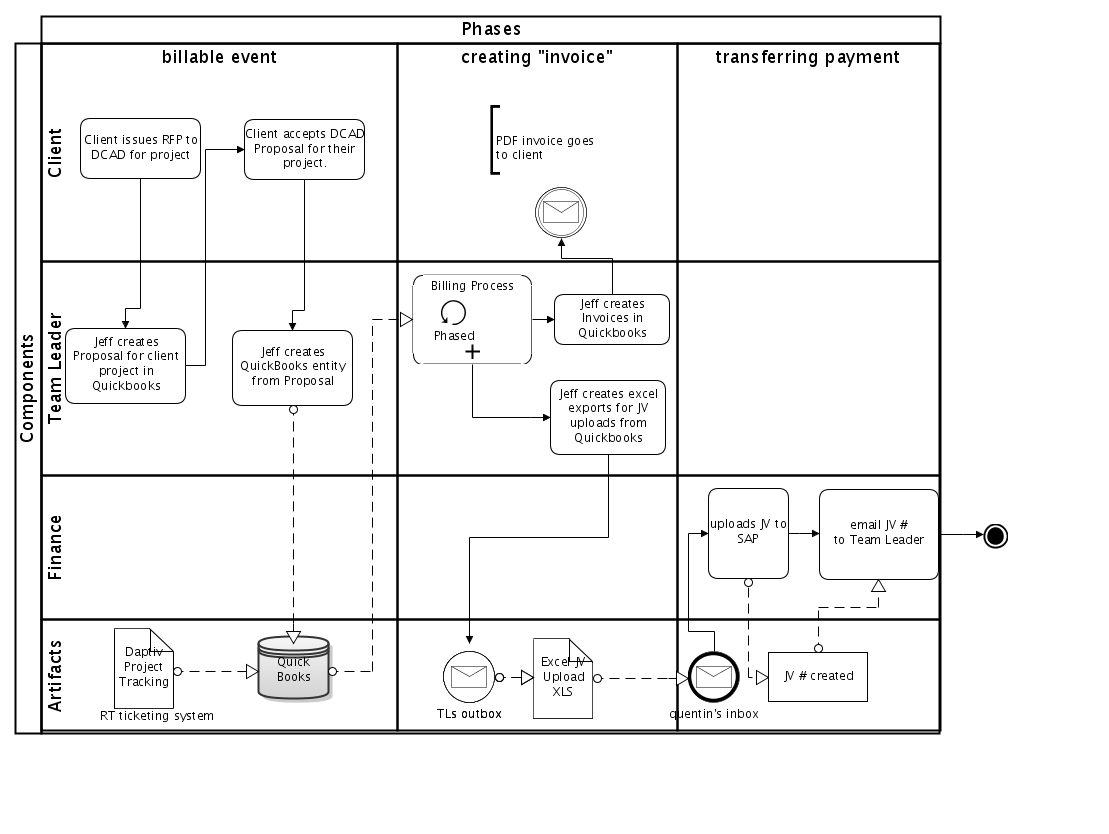 Phases
billable event
creating "invoice"
transferring payment
Components
Client
Client issues RFP to
DCAD for project
Client accepts DCAD
Proposal for their
project.
PDF invoice goes
to client
Team Leader
Jeff creates
Proposal for client
project in
Quickbooks
Jeff creates
QuickBooks entity
from Proposal
Billing Process
Phased
Jeff creates
Invoices in
Quickbooks
Jeff creates excel
exports for JV
uploads from
Quickbooks
Finance
uploads JV to
SAP
email JV #
to Team Leader
Artifacts
Daptiv
Project
Tracking
RT ticketing system
Quick
Books
TLs outbox
Excel JV
Upload
XLS
quentin's inbox
JV # created